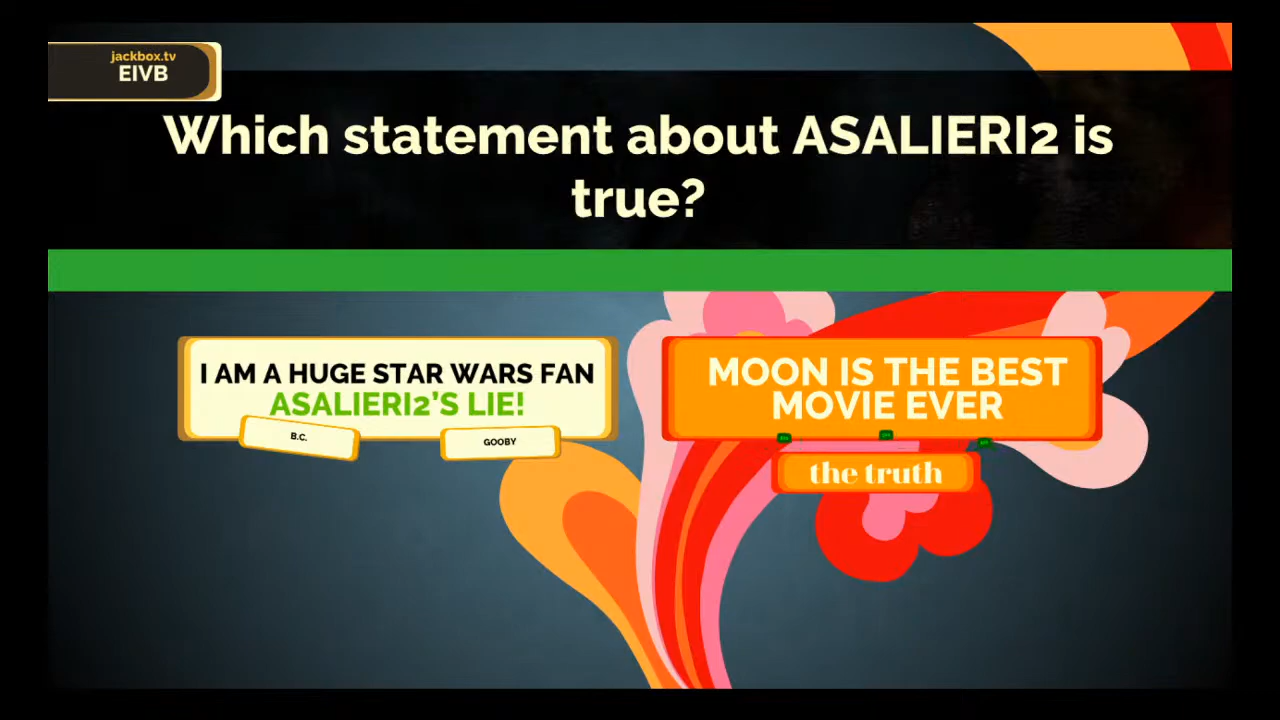 jackbox.tv
EIVB
Which statement about ASALIERI2 is
true?
I AM A HUGE STAR WARS FAN
ASALIERI2'S LIE!
B.C.
GOOBY
MOON IS THE BEST
MOVIE EVER
the truth